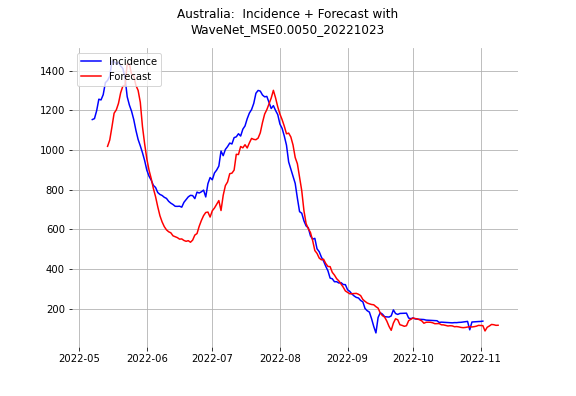 Australia:  Incidence + Forecast with
WaveNet_MSE0.0050_20221023
Incidence
Forecast
1400
1200
1000
800
600
400
200
2022-05 2022-06 2022-07 2022-08 2022-09 2022-10 2022-11